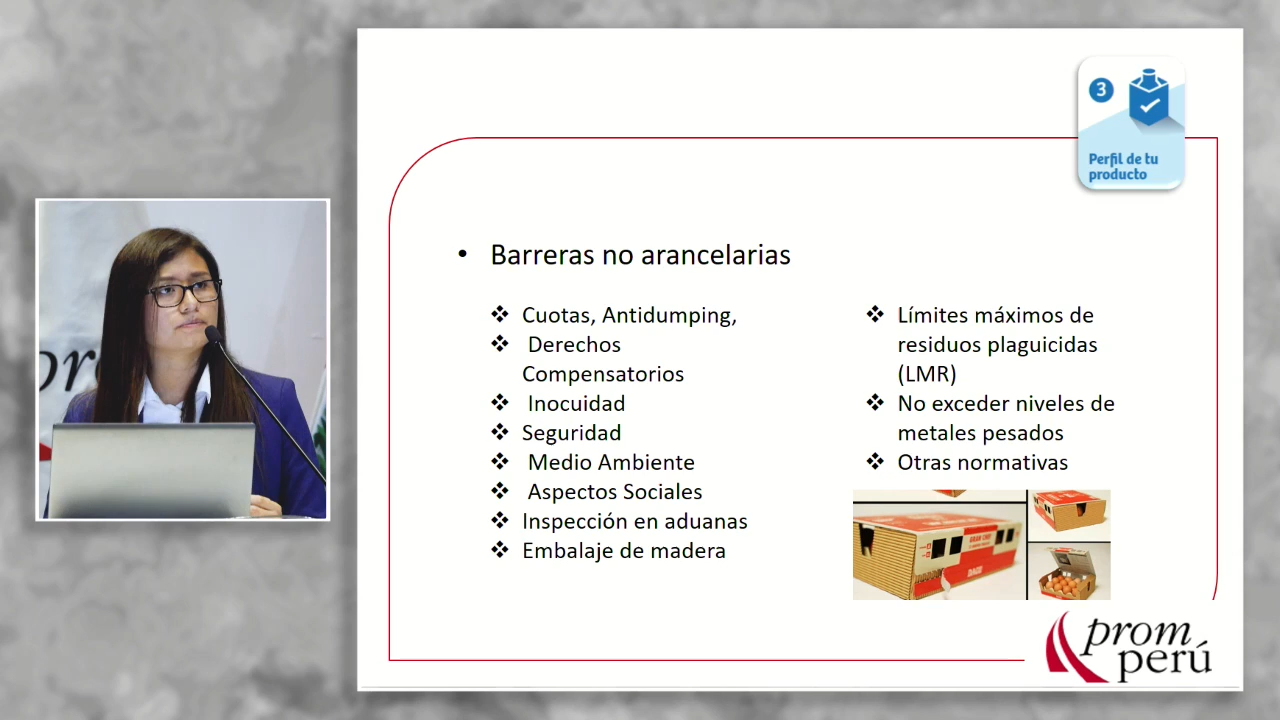 3
Perfil de tu
producto
• Barreras no arancelarias
❖ Cuotas, Antidumping,
❖ Derechos
Compensatorios
❖ Inocuidad
❖ Seguridad
❖ Medio Ambiente
❖ Aspectos Sociales
❖ Inspección en aduanas
❖ Embalaje de madera
❖ Límites máximos de
residuos plaguicidas
(LMR)
❖ No exceder niveles de
metales pesados
❖ Otras normativas
prom
perú